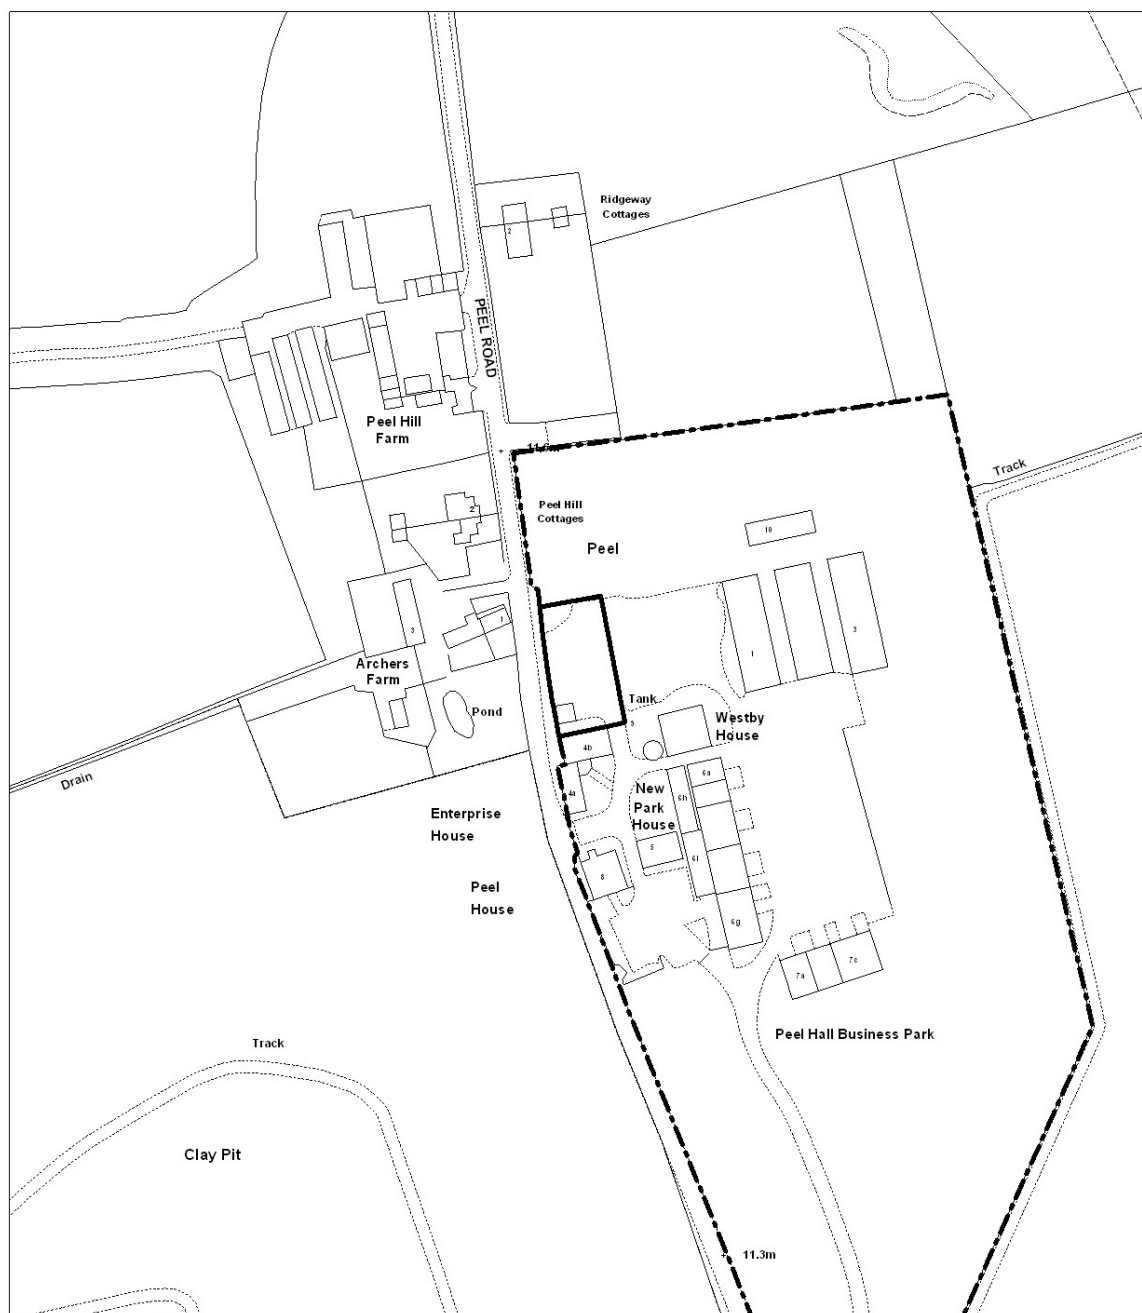 Ridgeway
Cottages
2
PEEL ROAD
Peel Hill
Farm
Track
Peel Hill
Cottages
2
10
Peel
1
3
1
3
Archers
Farm
Tank
Pond
9
Westby
House
4b
Drain
6a
4a
New
Park
House
6h
Enterprise
House
5
6l
8
Peel
House
6g
7a
7c
Peel Hall Business Park
Track
Clay Pit
11.3m